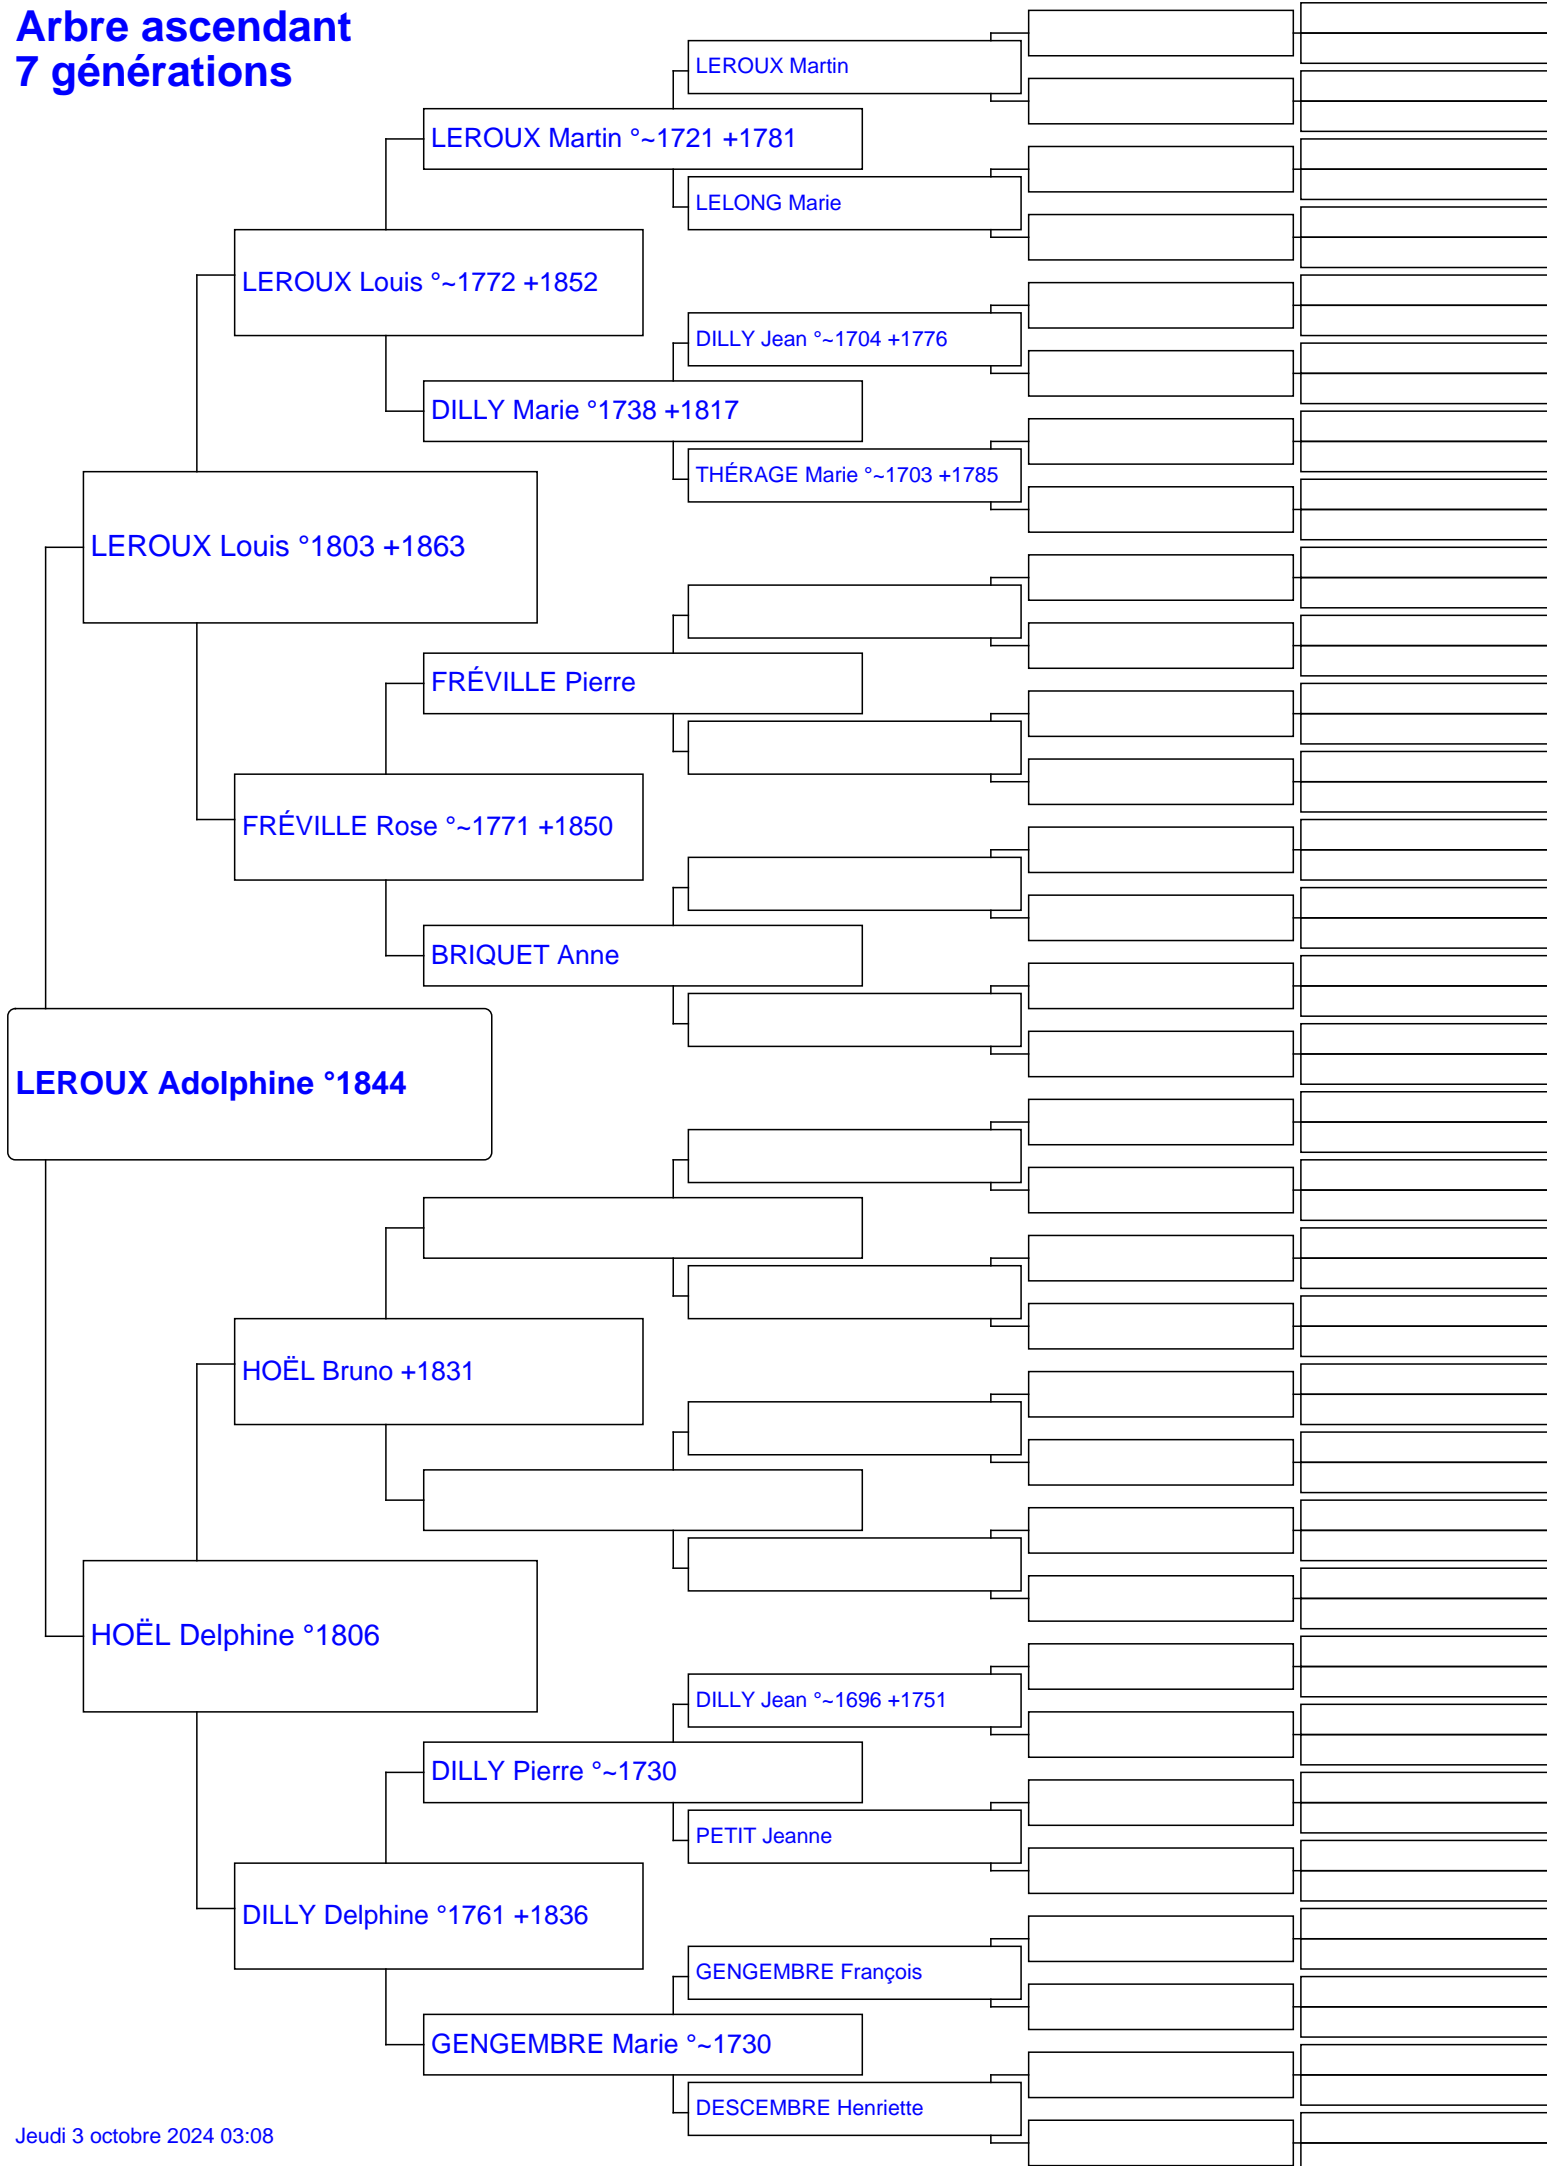 Arbre ascendant
7 générations
LEROUX Martin
LEROUX Martin °~1721 +1781
LELONG Marie
LEROUX Louis °~1772 +1852
DILLY Jean °~1704 +1776
DILLY Marie °1738 +1817
THÉRAGE Marie °~1703 +1785
LEROUX Louis °1803 +1863
FRÉVILLE Pierre
FRÉVILLE Rose °~1771 +1850
BRIQUET Anne
LEROUX Adolphine °1844
HOËL Bruno +1831
HOËL Delphine °1806
DILLY Jean °~1696 +1751
DILLY Pierre °~1730
PETIT Jeanne
DILLY Delphine °1761 +1836
GENGEMBRE François
GENGEMBRE Marie °~1730
DESCEMBRE Henriette
Jeudi 3 octobre 2024 03:08